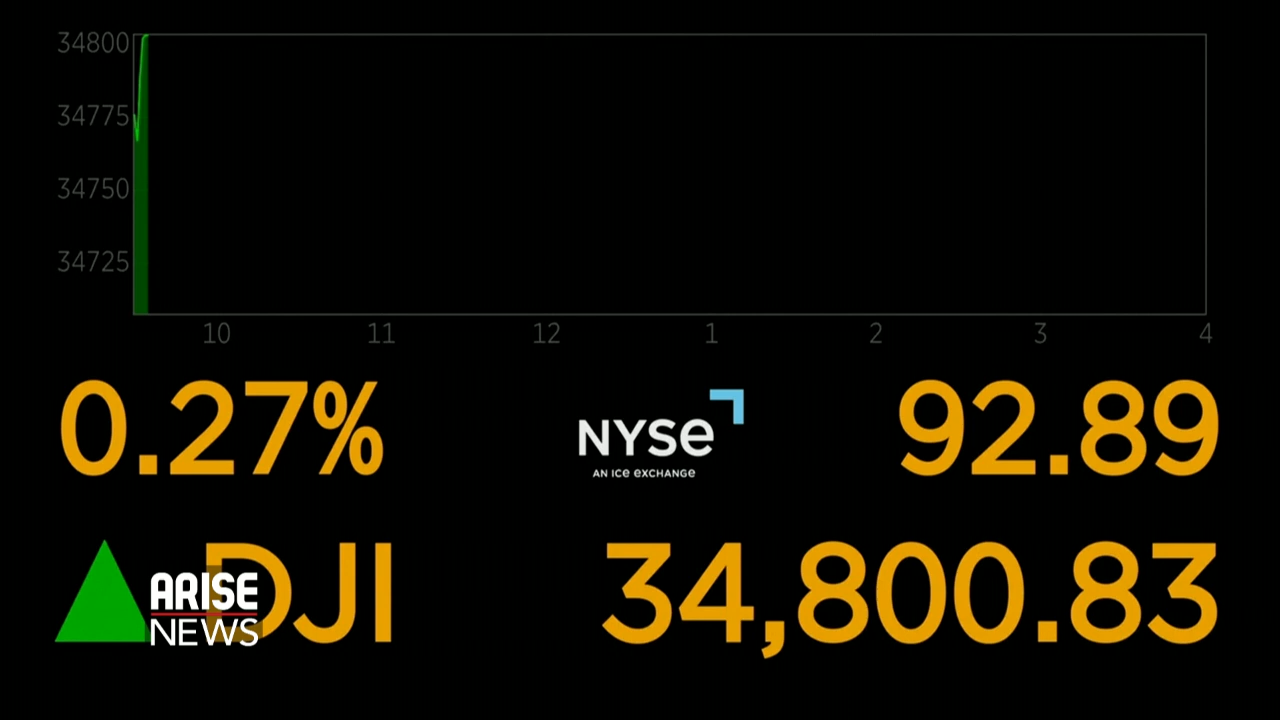 34800
34775
34750
34725
10 11 12 1 2 3 4
0.27%
NYSE
AN ICE EXCHANGE
92.89
DJI
34,800.83
ARISE
NEWS